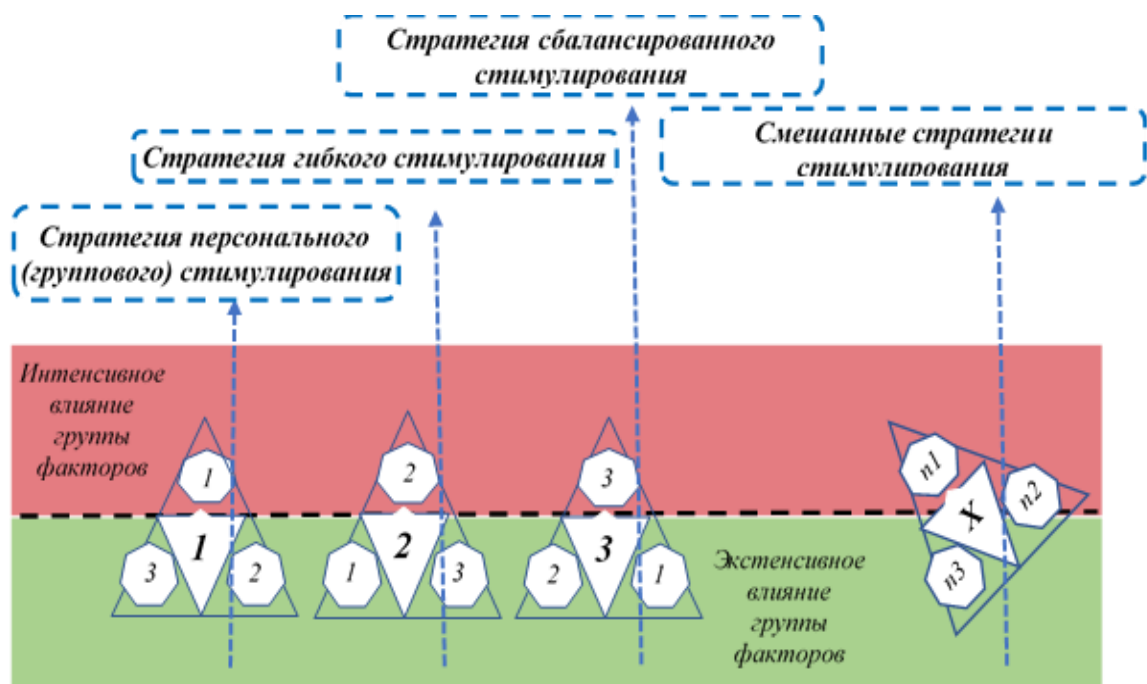 Стратегия сбалансированного
стимулирования
Смешанные стратегии
стимулирования
Стратегия гибкого стимулирования
Стратегия персонального
(группового) стимулирования
Интенсивное
влияние
группы
факторов
1
3
1
2
2
1
2
3
3
2
3
1
n1
n2
X
n3
Экстенсивное
влияние
группы
факторов